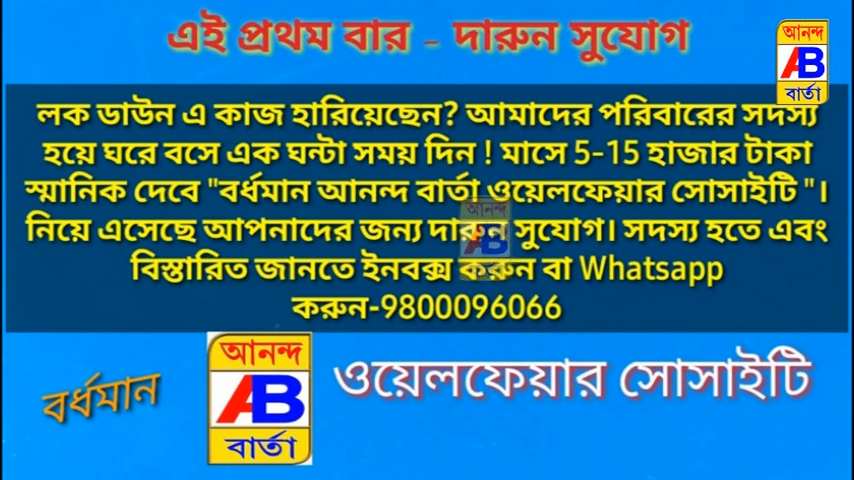 এই প্রথম বার - দারুন সুযোগ
আনন্দ
AB
বার্তা
লক ডাউন এ কাজ হারিয়েছেন? আমাদের পরিবারের সদস্য
হয়ে ঘরে বসে এক ঘন্টা সময় দিন ! মাসে 5-15 হাজার টাকা
স্মানিক দেবে "বর্ধমান আনন্দ বার্তা ওয়েলফেয়ার সোসাইটি "।
নিয়ে এসেছে আপনাদের জন্য দারুন সুযোগ। সদস্য হতে এবং
বিস্তারিত জানতে ইনবক্স করুন বা Whatsapp
করুন-9800096066
আনন্দ
AB
বর্ধমান
আনন্দ
AB
বার্তা
ওয়েলফেয়ার সোসাইটি